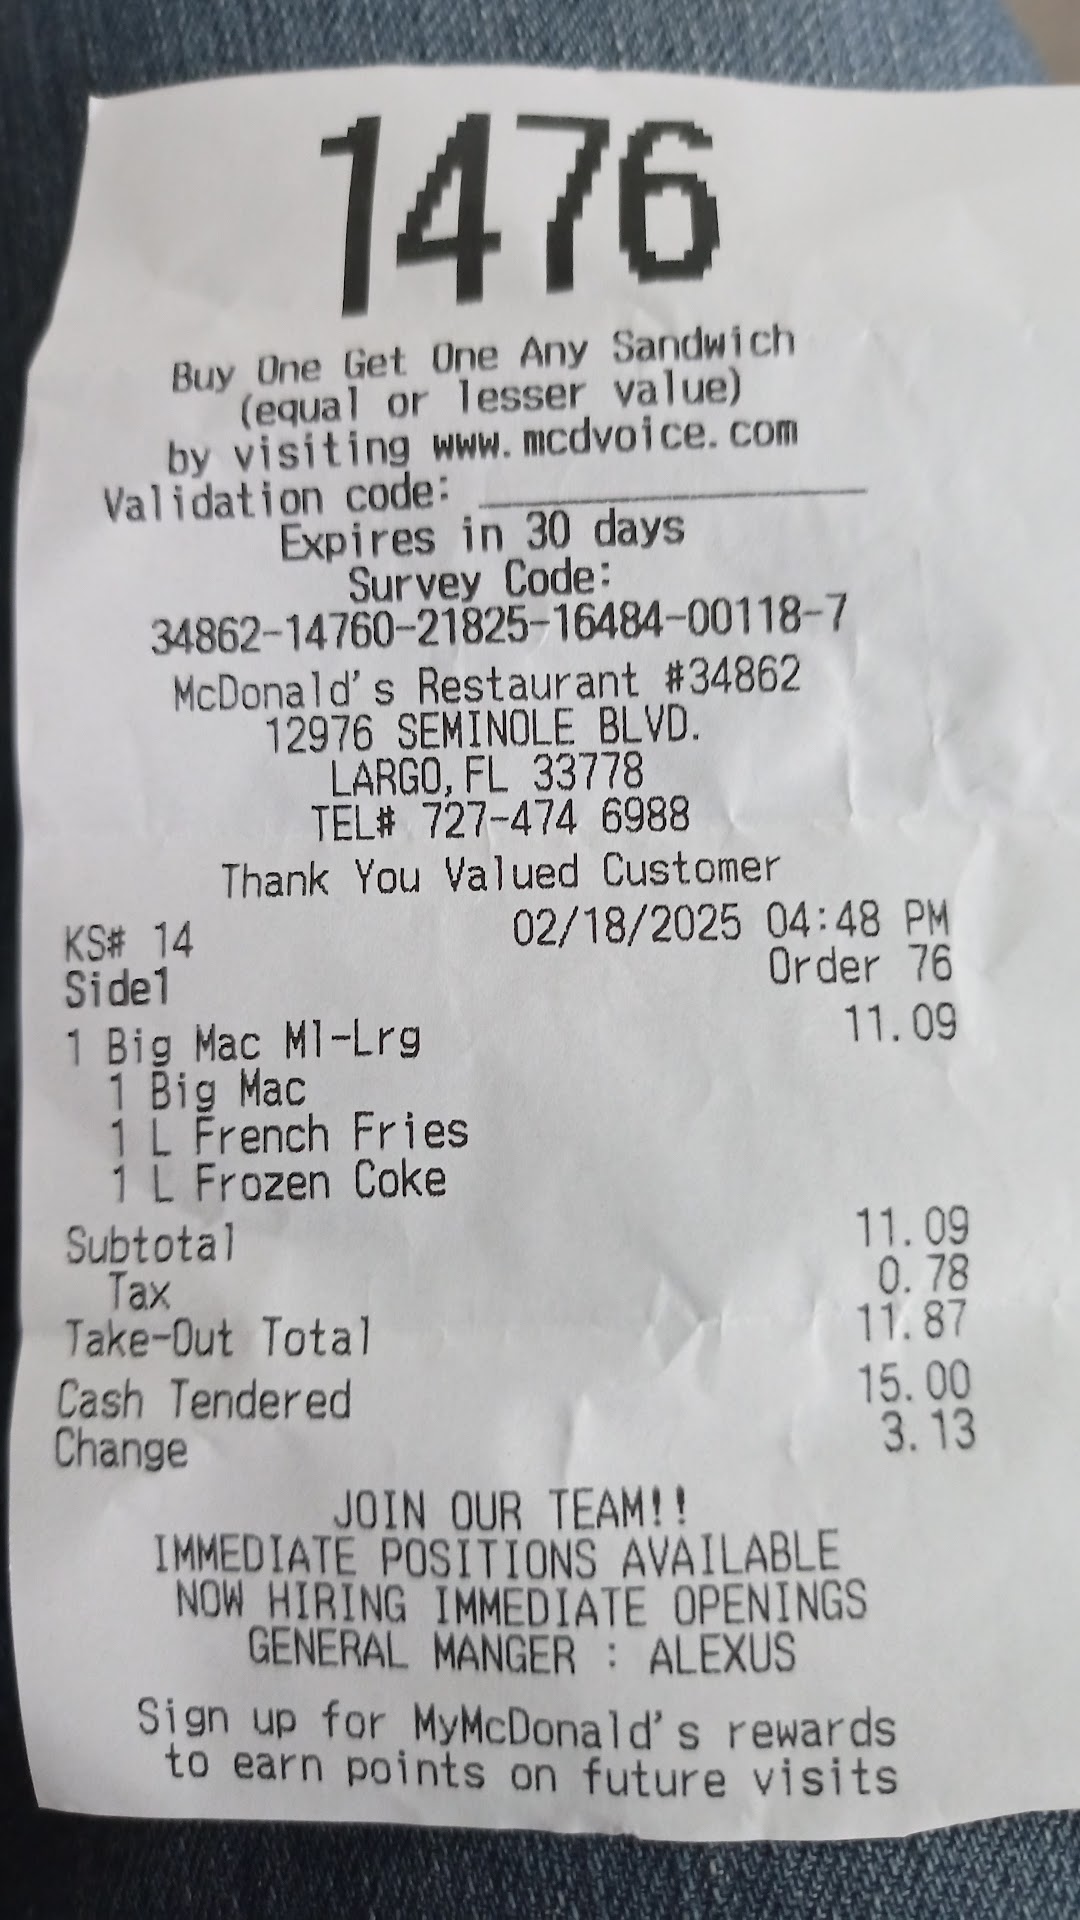 1476
Buy One Get One Any Sandwich
(equal or lesser value)
by visiting www.mcdvoice.com
Validation code: ______________
Expires in 30 days
Survey Code:
34862-14760-21825-16484-00118-7
McDonald's Restaurant #34862
12976 SEMINOLE BLVD.
LARGO, FL 33778
TEL# 727-474 6988
Thank You Valued Customer
KS# 14 02/18/2025 04:48 PM
Side1 Order 76
1 Big Mac Ml-Lrg 11.09
1 Big Mac
1 L French Fries
1 L Frozen Coke
Subtotal 11.09
Tax 0.78
Take-Out Total 11.87
Cash Tendered 15.00
Change 3.13
JOIN OUR TEAM!!
IMMEDIATE POSITIONS AVAILABLE
NOW HIRING IMMEDIATE OPENINGS
GENERAL MANGER : ALEXUS
Sign up for MyMcDonald's rewards
to earn points on future visits